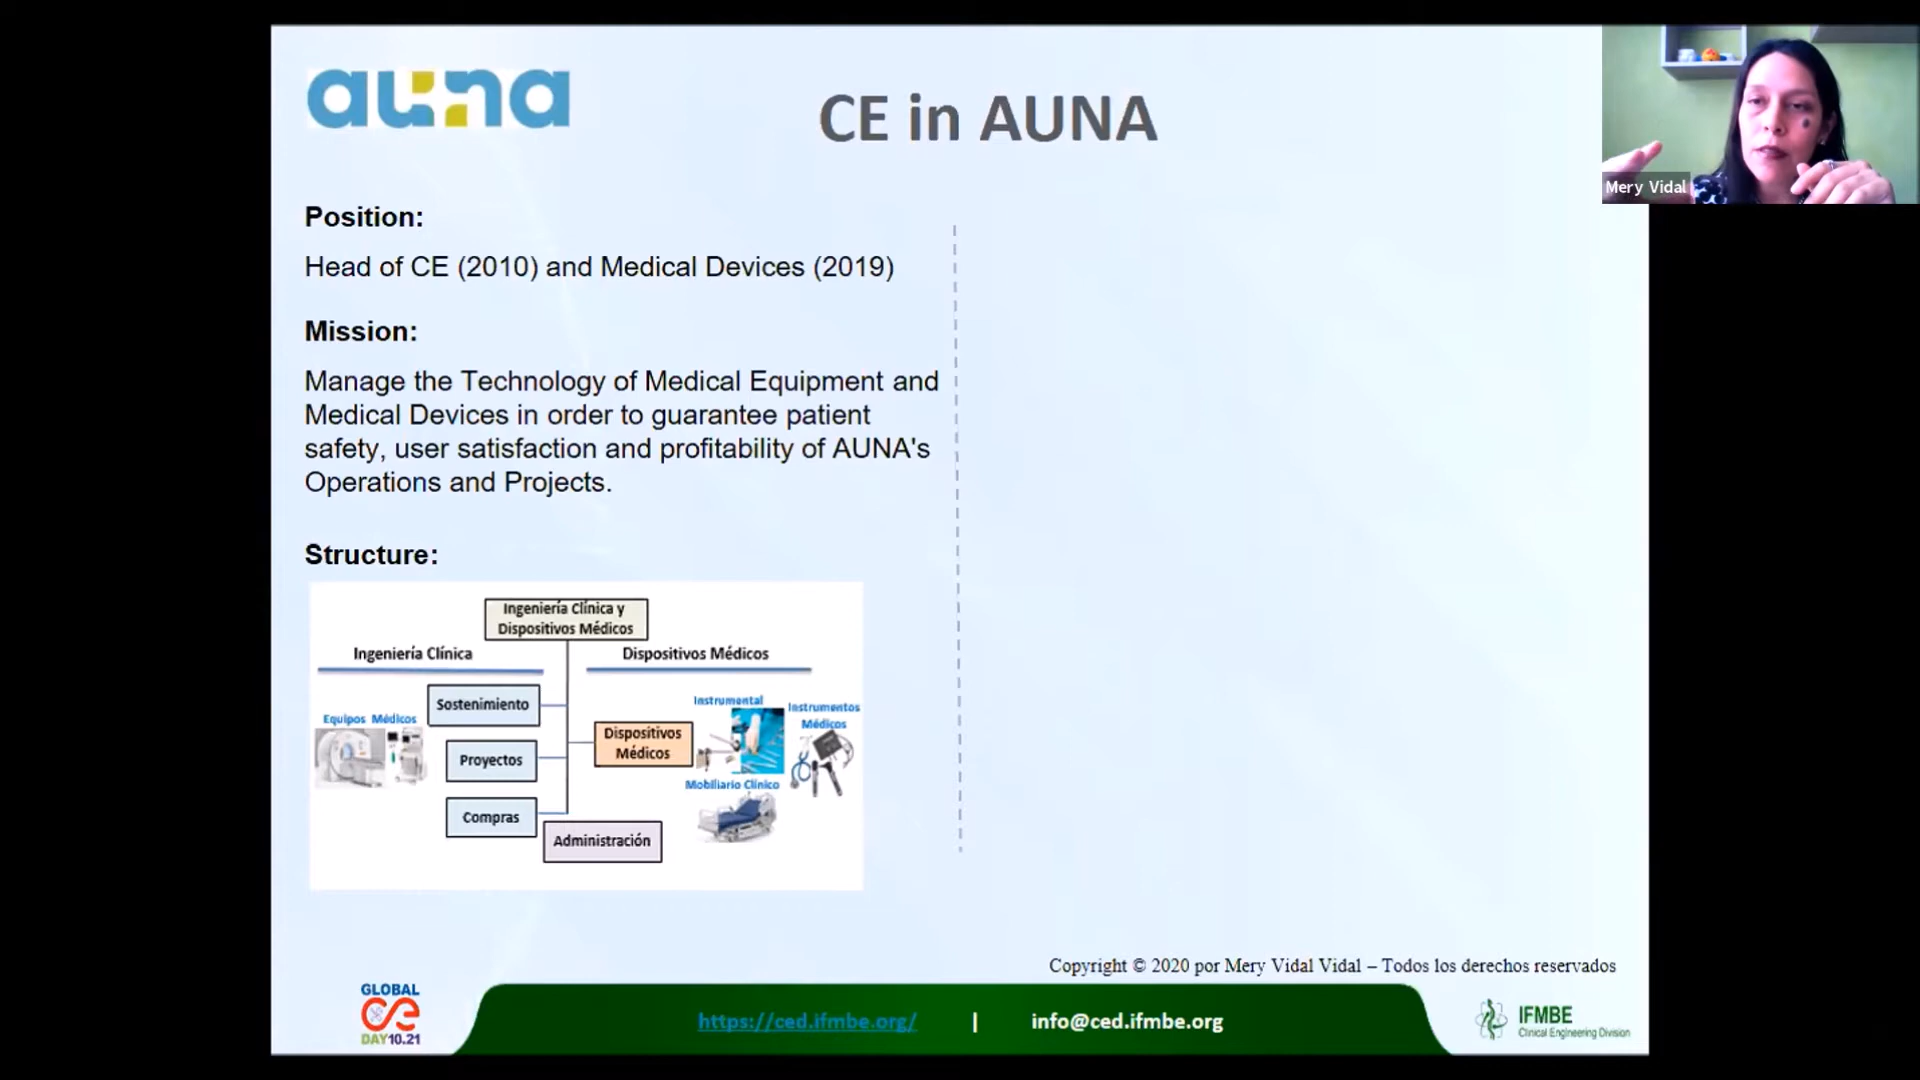 auna
CE in AUNA
Mery Vidal
Position:
Head of CE (2010) and Medical Devices (2019)
Mission:
Manage the Technology of Medical Equipment and
Medical Devices in order to guarantee patient
safety, user satisfaction and profitability of AUNA's
Operations and Projects.
Structure:
Ingeniería Clínica y
Dispositivos Médicos
Ingeniería Clínica
Dispositivos Médicos
Equipos Médicos
Sostenimiento
Proyectos
Compras
Administración
Dispositivos
Médicos
Instrumental
Instrumentos
Médicos
Mobiliario Clínico
Copyright © 2020 por Mery Vidal Vidal – Todos los derechos reservados
GLOBAL
ce
DAY10.21
https://ced.ifmbe.org/ | info@ced.ifmbe.org
IFMBE
Clinical Engineering Division